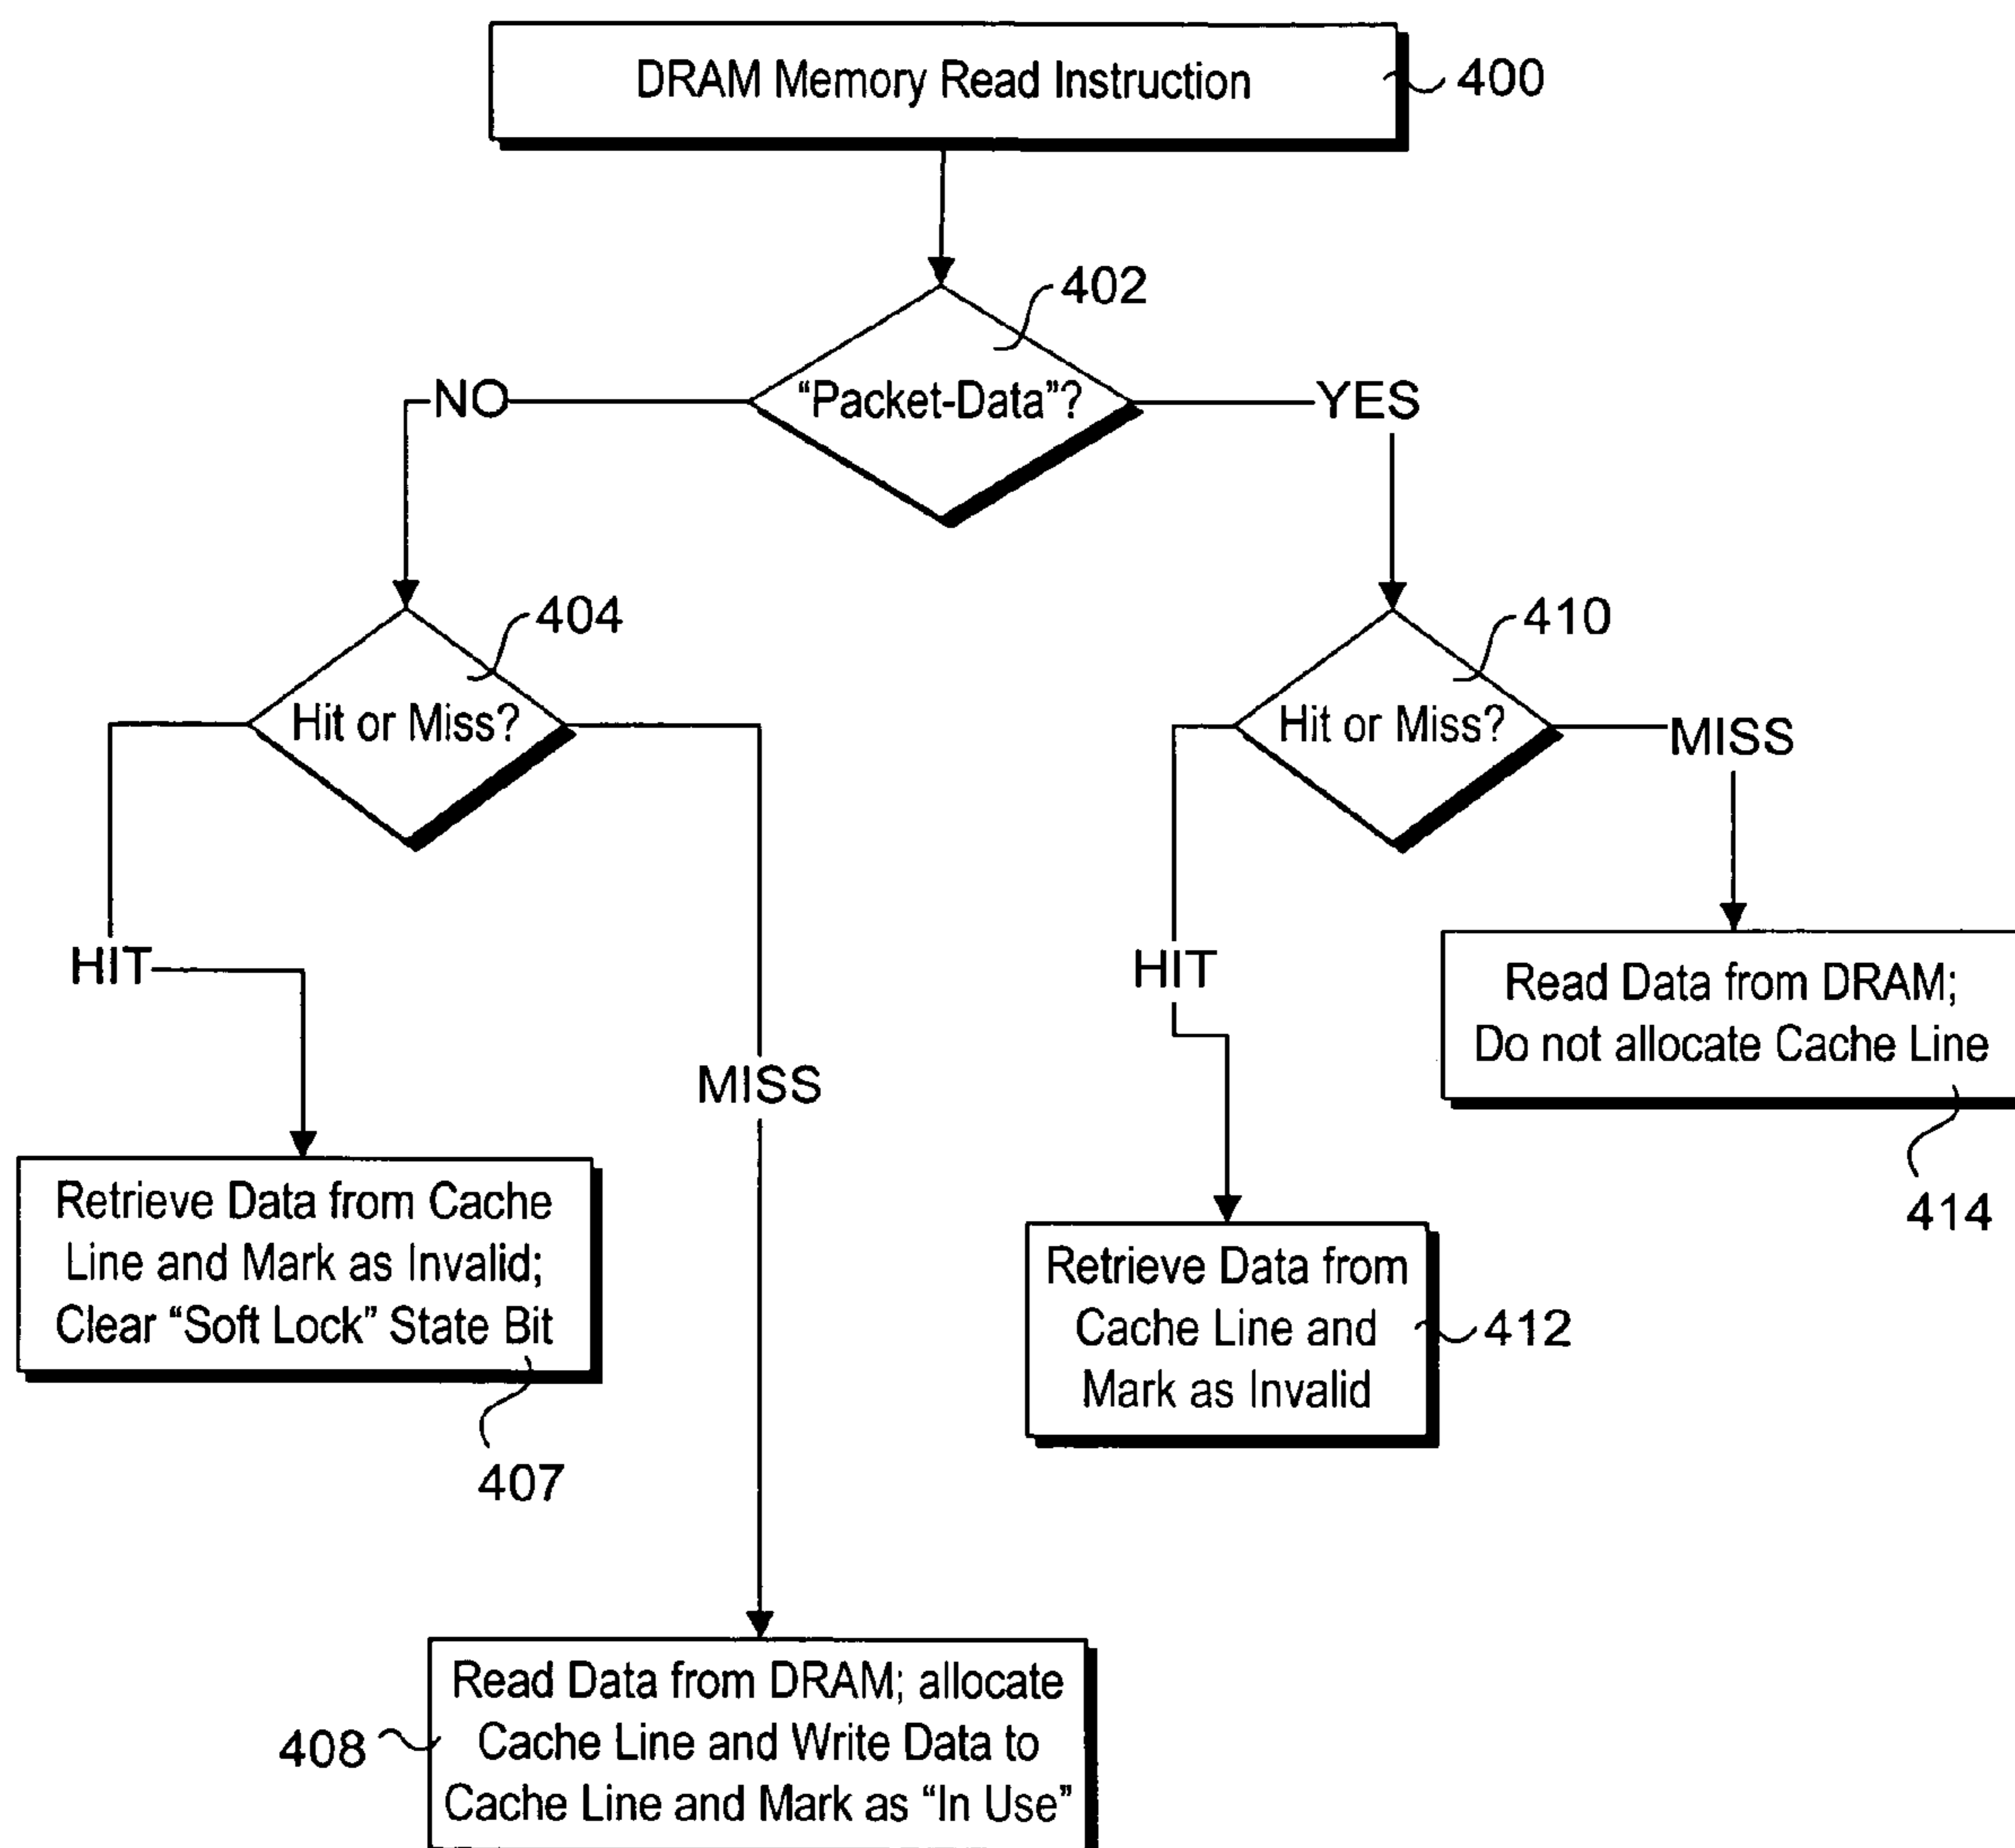 DRAM Memory Read Instruction
400
402
"Packet-Data"?
NO
YES
404
Hit or Miss?
410
Hit or Miss?
MISS
HIT
HIT
MISS
Read Data from DRAM;
Do not allocate Cache Line
414
Retrieve Data from Cache
Line and Mark as Invalid;
Clear “Soft Lock” State Bit
407
Retrieve Data from
Cache Line and
Mark as Invalid
412
Read Data from DRAM; allocate
Cache Line and Write Data to
Cache Line and Mark as “In Use”
408